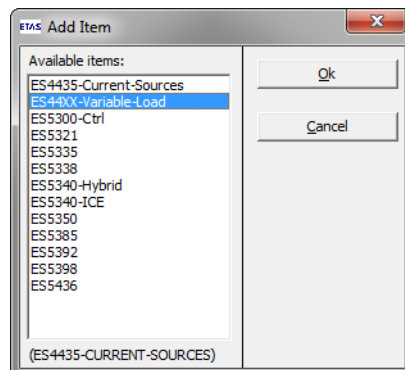 ETAS Add Item
Available items:
ES4435-Current-Sources
ES44XX-Variable-Load
ES5300-Ctrl
ES5321
ES5335
ES5338
ES5340-Hybrid
ES5340-ICE
ES5350
ES5385
ES5392
ES5398
ES5436
(ES4435-CURRENT-SOURCES)
Ok
Cancel